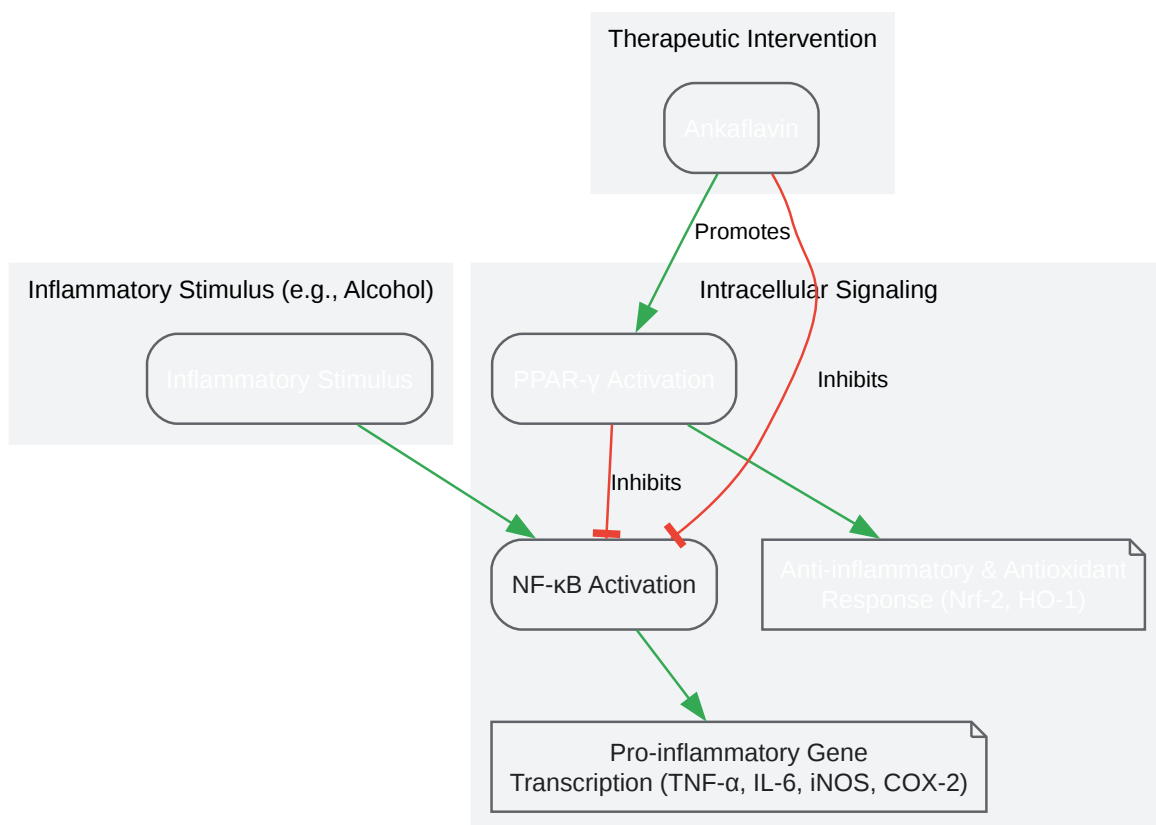 Therapeutic Intervention
Ankaflavin
Promotes
Inflammatory Stimulus (e.g., Alcohol)
Intracellular Signaling
Inflammatory Stimulus
PPAR-γ Activation
Inhibits
Inhibits
NF-κB Activation
Anti-inflammatory & Antioxidant
Response (Nrf-2, HO-1)
Pro-inflammatory Gene
Transcription (TNF-α, IL-6, iNOS, COX-2)